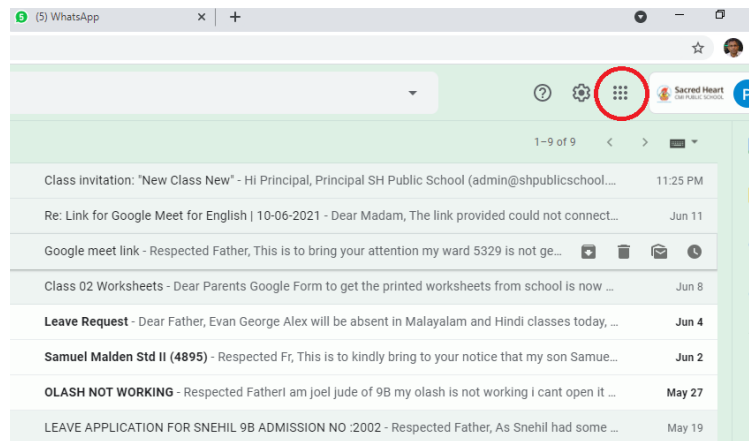 5 (5) WhatsApp
Sacred Heart
CMI PUBLIC SCHOOL
P
1–9 of 9
Class invitation: "New Class New" - Hi Principal, Principal SH Public School (admin@shpublicschool.... 11:25 PM
Re: Link for Google Meet for English | 10-06-2021 - Dear Madam, The link provided could not connect... Jun 11
Google meet link - Respected Father, This is to bring your attention my ward 5329 is not ge...
Class 02 Worksheets - Dear Parents Google Form to get the printed worksheets from school is now ... Jun 8
Leave Request - Dear Father, Evan George Alex will be absent in Malayalam and Hindi classes today, ... Jun 4
Samuel Malden Std II (4895) - Respected Fr, This is to kindly bring to your notice that my son Samue... Jun 2
OLASH NOT WORKING - Respected FatherI am joel jude of 9B my olash is not working i cant open it ... May 27
LEAVE APPLICATION FOR SNEHIL 9B ADMISSION NO :2002 - Respected Father, As Snehil had some ... May 19